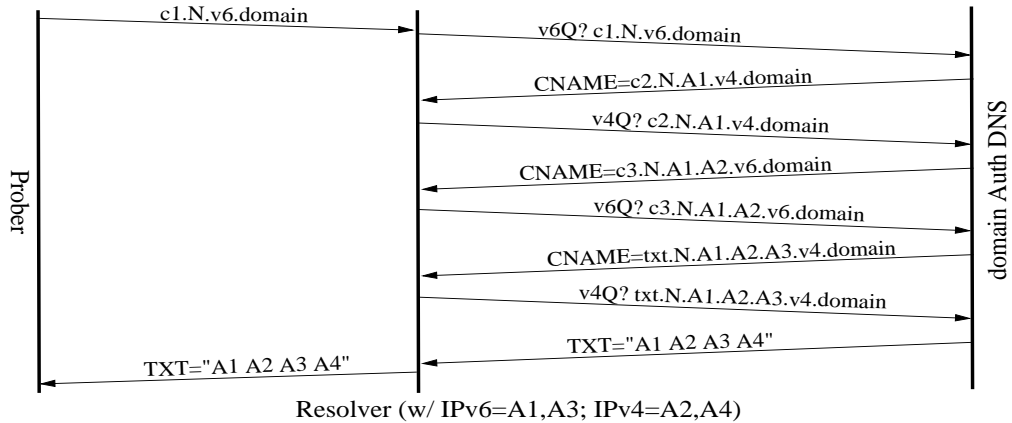 c1.N.v6.domain
v6Q? c1.N.v6.domain
CNAME=c2.N.A1.v4.domain
v4Q? c2.N.A1.v4.domain
CNAME=c3.N.A1.A2.v6.domain
v6Q? c3.N.A1.A2.v6.domain
CNAME=txt.N.A1.A2.A3.v4.domain
v4Q? txt.N.A1.A2.A3.v4.domain
TXT="A1 A2 A3 A4"
TXT="A1 A2 A3 A4"
Prober
domain Auth DNS
Resolver (w/ IPv6=A1,A3; IPv4=A2,A4)